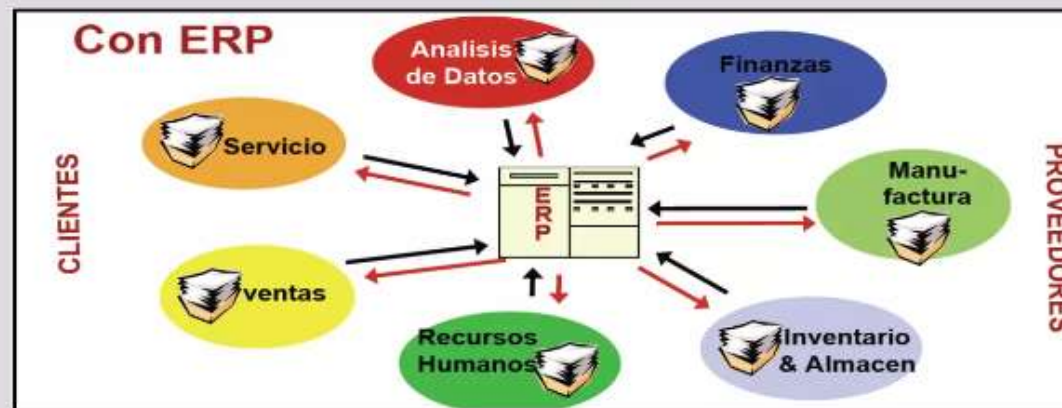 Con ERP
Analisis
de Datos
Finanzas
Servicio
CLIENTES
ERP
Manu-
factura
PROVEEDORES
ventas
Recursos
Humanos
Inventario
& Almacen